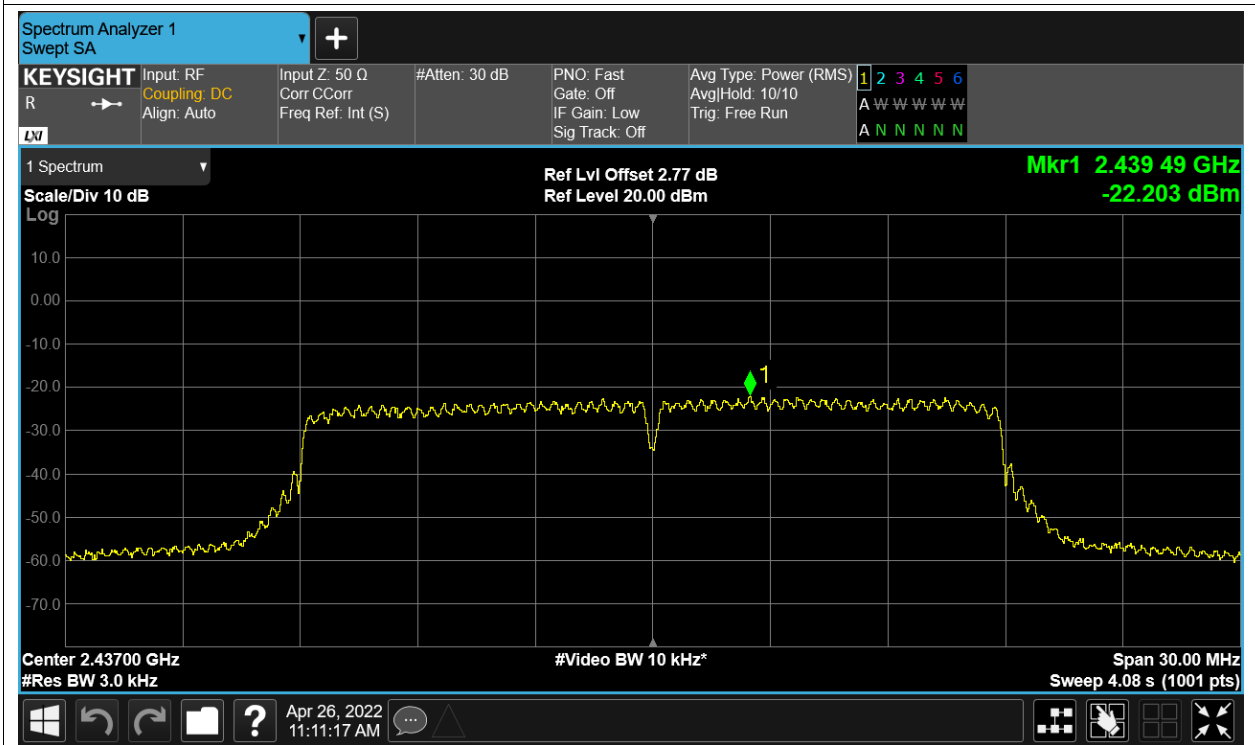 Spectrum Analyzer 1
Swept SA
KEYSIGHT
R
LXI
Input: RF
Coupling: DC
Align: Auto
Input Z: 50 Ω
Corr CCorr
Freq Ref: Int (S)
#Atten: 30 dB
PNO: Fast
Gate: Off
IF Gain: Low
Sig Track: Off
Avg Type: Power (RMS)
Avg|Hold: 10/10
Trig: Free Run
1 2 3 4 5 6
A W W W W W
A N N N N N
1 Spectrum
Scale/Div 10 dB
Log
Ref Lvl Offset 2.77 dB
Ref Level 20.00 dBm
Mkr1 2.439 49 GHz
-22.203 dBm
10.0
0.00
-10.0
-20.0
-30.0
-40.0
-50.0
-60.0
-70.0
1
Center 2.43700 GHz
#Res BW 3.0 kHz
#Video BW 10 kHz*
Span 30.00 MHz
Sweep 4.08 s (1001 pts)
?
Apr 26, 2022
11:11:17 AM